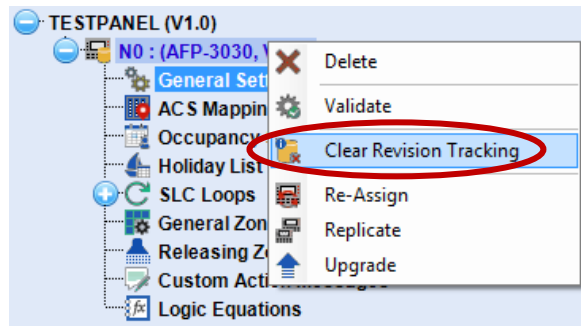 TESTPANEL (V1.0)
N0 : (AFP-3030, V
General Sett
ACS Mappin
Occupancy
Holiday List
SLC Loops
General Zon
Releasing Z
Custom Action Messages
Logic Equations
Delete
Validate
Clear Revision Tracking
Re-Assign
Replicate
Upgrade